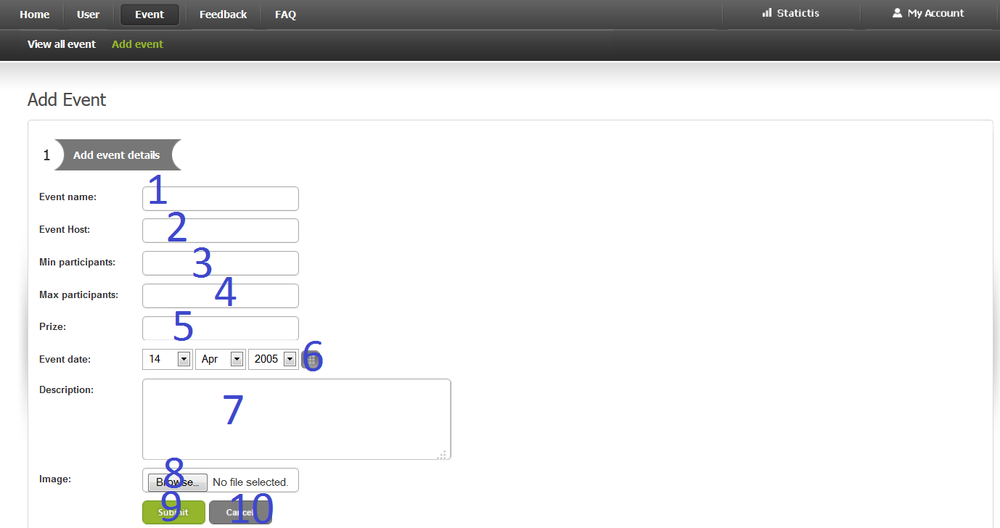 Home User Event Feedback FAQ Statictis My Account
View all event Add event
Add Event
1 Add event details
Event name: 1
Event Host: 2
Min participants: 3
Max participants: 4
Prize: 5
Event date: 14 Apr 2005 6
Description: 7
Image: Browse... No file selected. 8
Submit 9 Cancel 10